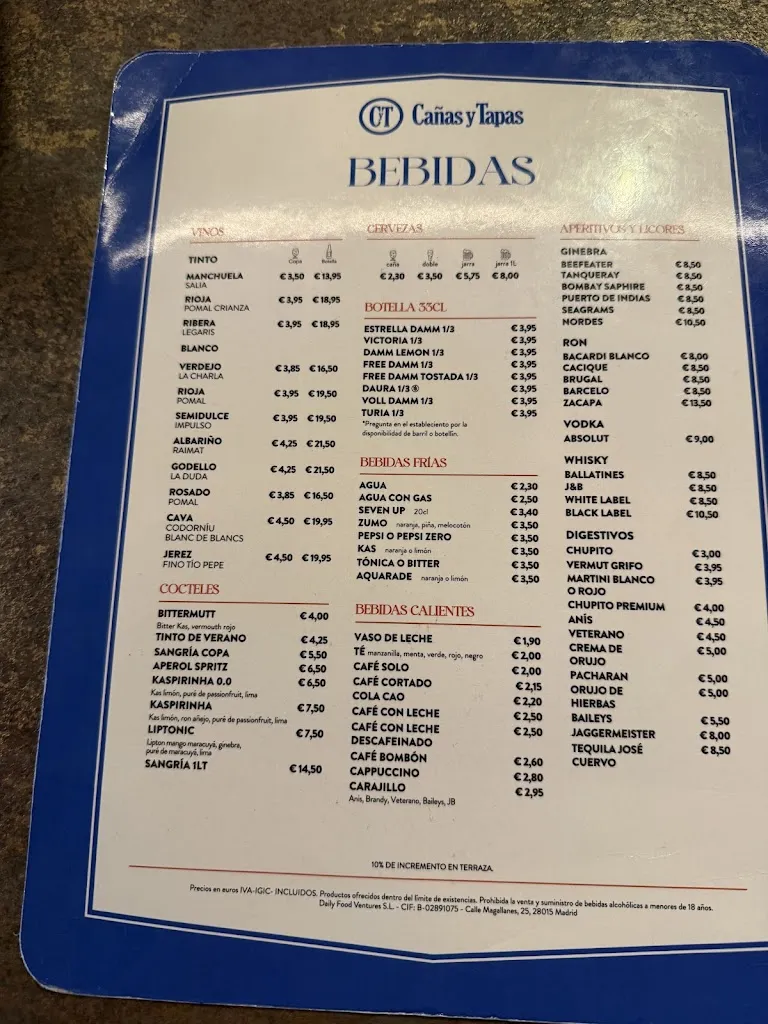 CT Cañas y Tapas
BEBIDAS
VINOS
TINTO Copa Botella
MANCHUELA €3,50 €13,95
SALIA
RIOJA €3,95 €18,95
POMAL CRIANZA
RIBERA €3,95 €18,95
LEGARIS
BLANCO
VERDEJO €3,85 €16,50
LA CHARLA
RIOJA €3,95 €19,50
POMAL
SEMIDULCE €3,95 €19,50
IMPULSO
ALBARIÑO €4,25 €21,50
RAIMAT
GODELLO €4,25 €21,50
LA DUDA
ROSADO €3,85 €16,50
POMAL
CAVA €4,50 €19,95
CODORNÍU
BLANC DE BLANCS
JEREZ €4,50 €19,95
FINO TÍO PEPE
COCTELES
BITTERMUTT €4,00
Bitter Kas, vermouth rojo
TINTO DE VERANO €4,25
SANGRÍA COPA €5,50
APEROL SPRITZ €6,50
KASPIRINHA 0.0 €6,50
Kas limón, puré de passionfruit, lima
KASPIRINHA €7,50
Kas limón, ron añejo, puré de passionfruit, lima
LIPTONIC €7,50
Lipton mango maracuyá, ginebra,
puré de maracuyá, lima
SANGRÍA 1LT €14,50
CERVEZAS
caña doble jarra jarra 1L
€2,30 €3,50 €5,75 €8,00
BOTELLA 33CL
ESTRELLA DAMM 1/3 €3,95
VICTORIA 1/3 €3,95
DAMM LEMON 1/3 €3,95
FREE DAMM 1/3 €3,95
FREE DAMM TOSTADA 1/3 €3,95
DAURA 1/3 €3,95
VOLL DAMM 1/3 €3,95
TURIA 1/3 €3,95
*Pregunta en el estableciento por la
disponibilidad de barril o botellín.
BEBIDAS FRÍAS
AGUA €2,30
AGUA CON GAS €2,50
SEVEN UP 20cl €3,40
ZUMO naranja, piña, melocotón €3,50
PEPSI O PEPSI ZERO €3,50
KAS naranja o limón €3,50
TÓNICA O BITTER €3,50
AQUARADE naranja o limón €3,50
BEBIDAS CALIENTES
VASO DE LECHE €1,90
TÉ manzanilla, menta, verde, rojo, negro €2,00
CAFÉ SOLO €2,00
CAFÉ CORTADO €2,15
COLA CAO €2,20
CAFÉ CON LECHE €2,50
CAFÉ CON LECHE €2,50
DESCAFEINADO
CAFÉ BOMBÓN €2,60
CAPPUCCINO €2,80
CARAJILLO €2,95
Anis, Brandy, Veterano, Baileys, JB
APERITIVOS Y LICORES
GINEBRA
BEEFEATER €8,50
TANQUERAY €8,50
BOMBAY SAPHIRE €8,50
PUERTO DE INDIAS €8,50
SEAGRAMS €8,50
NORDES €10,50
RON
BACARDI BLANCO €8,00
CACIQUE €8,50
BRUGAL €8,50
BARCELO €8,50
ZACAPA €13,50
VODKA
ABSOLUT €9,00
WHISKY
BALLATINES €8,50
J&B €8,50
WHITE LABEL €8,50
BLACK LABEL €10,50
DIGESTIVOS
CHUPITO €3,00
VERMUT GRIFO €3,95
MARTINI BLANCO €3,95
O ROJO
CHUPITO PREMIUM €4,00
ANÍS €4,50
VETERANO €4,50
CREMA DE €5,00
ORUJO
PACHARAN €5,00
ORUJO DE €5,00
HIERBAS
BAILEYS €5,50
JAGGERMEISTER €8,00
TEQUILA JOSÉ €8,50
CUERVO
10% DE INCREMENTO EN TERRAZA.
Precios en euros IVA-IGIC- INCLUIDOS. Productos ofrecidos dentro del límite de existencias. Prohibida la venta y suministro de bebidas alcohólicas a menores de 18 años.
Daily Food Ventures S.L. - CIF: B-02891075 - Calle Magallanes, 25, 28015 Madrid